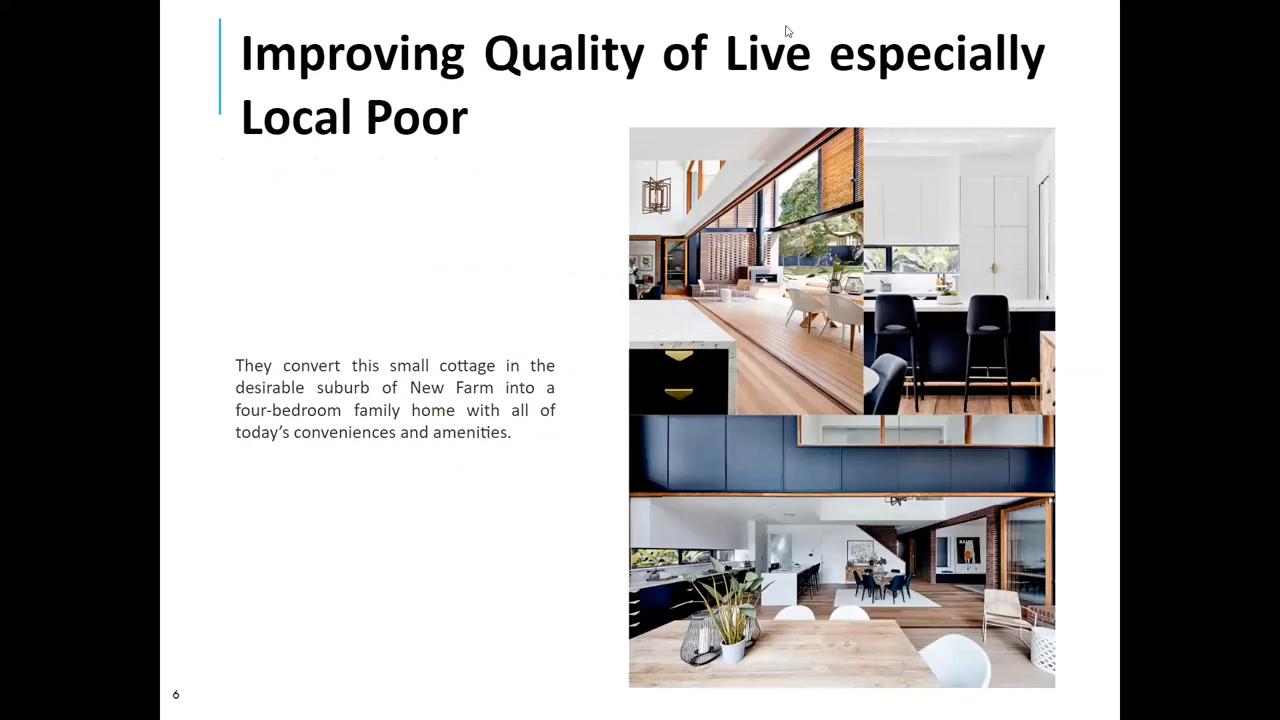 Improving Quality of Live especially
Local Poor
They convert this small cottage in the
desirable suburb of New Farm into a
four-bedroom family home with all of
today's conveniences and amenities.
6